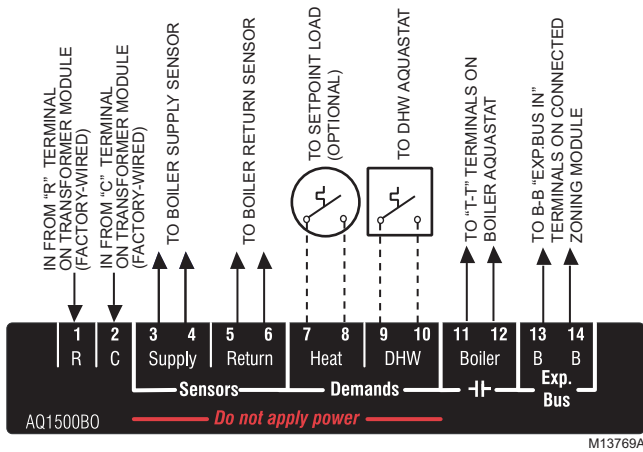 IN FROM “R” TERMINAL
ON TRANSFORMER MODULE
(FACTORY-WIRED)
IN FROM “C” TERMINAL
ON TRANSFORMER MODULE
(FACTORY-WIRED)
TO BOILER SUPPLY SENSOR
TO BOILER RETURN SENSOR
TO SETPOINT LOAD
(OPTIONAL)
TO DHW AQUASTAT
TO “T-T” TERMINALS ON
BOILER AQUASTAT
TO B-B “EXP.BUS IN”
TERMINALS ON CONNECTED
ZONING MODULE
1 2 3 4 5 6 7 8 9 10 11 12 13 14
R C Supply Return Heat DHW Boiler B B
Sensors Demands Exp.
Bus
AQ1500BO Do not apply power
M13769A